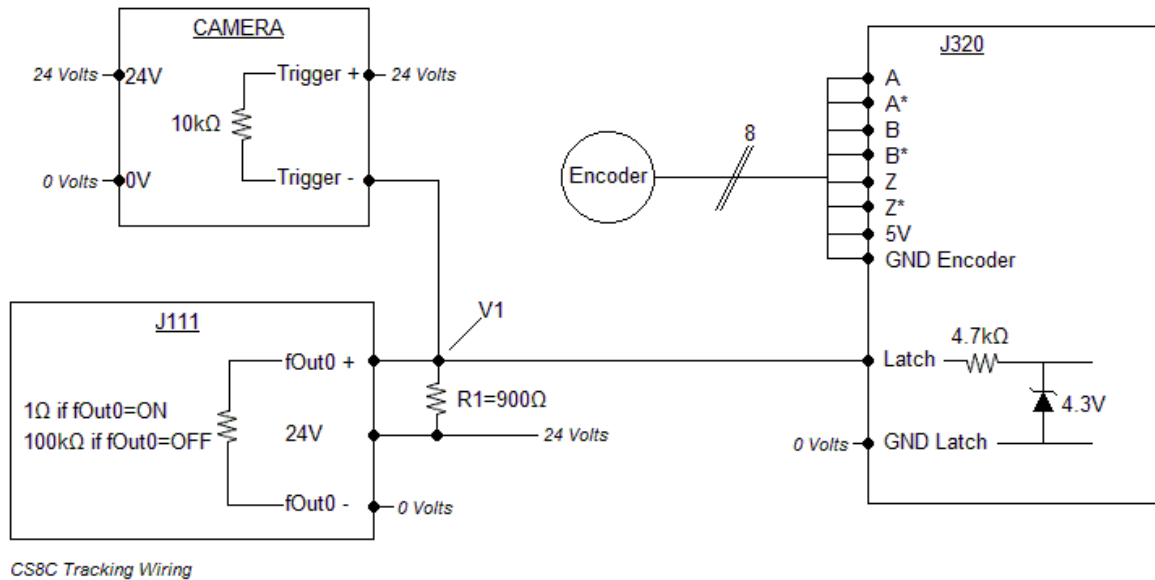 CAMERA
24 Volts
24V
Trigger +
24 Volts
10kΩ
0 Volts
0V
Trigger -
J111
fOut0 +
1Ω if fOut0=ON
100kΩ if fOut0=OFF
24V
fOut0 -
0 Volts
V1
R1=900Ω
24 Volts
Encoder
8
J320
A
A*
B
B*
Z
Z*
5V
GND Encoder
Latch
4.7kΩ
4.3V
0 Volts
GND Latch
CS8C Tracking Wiring